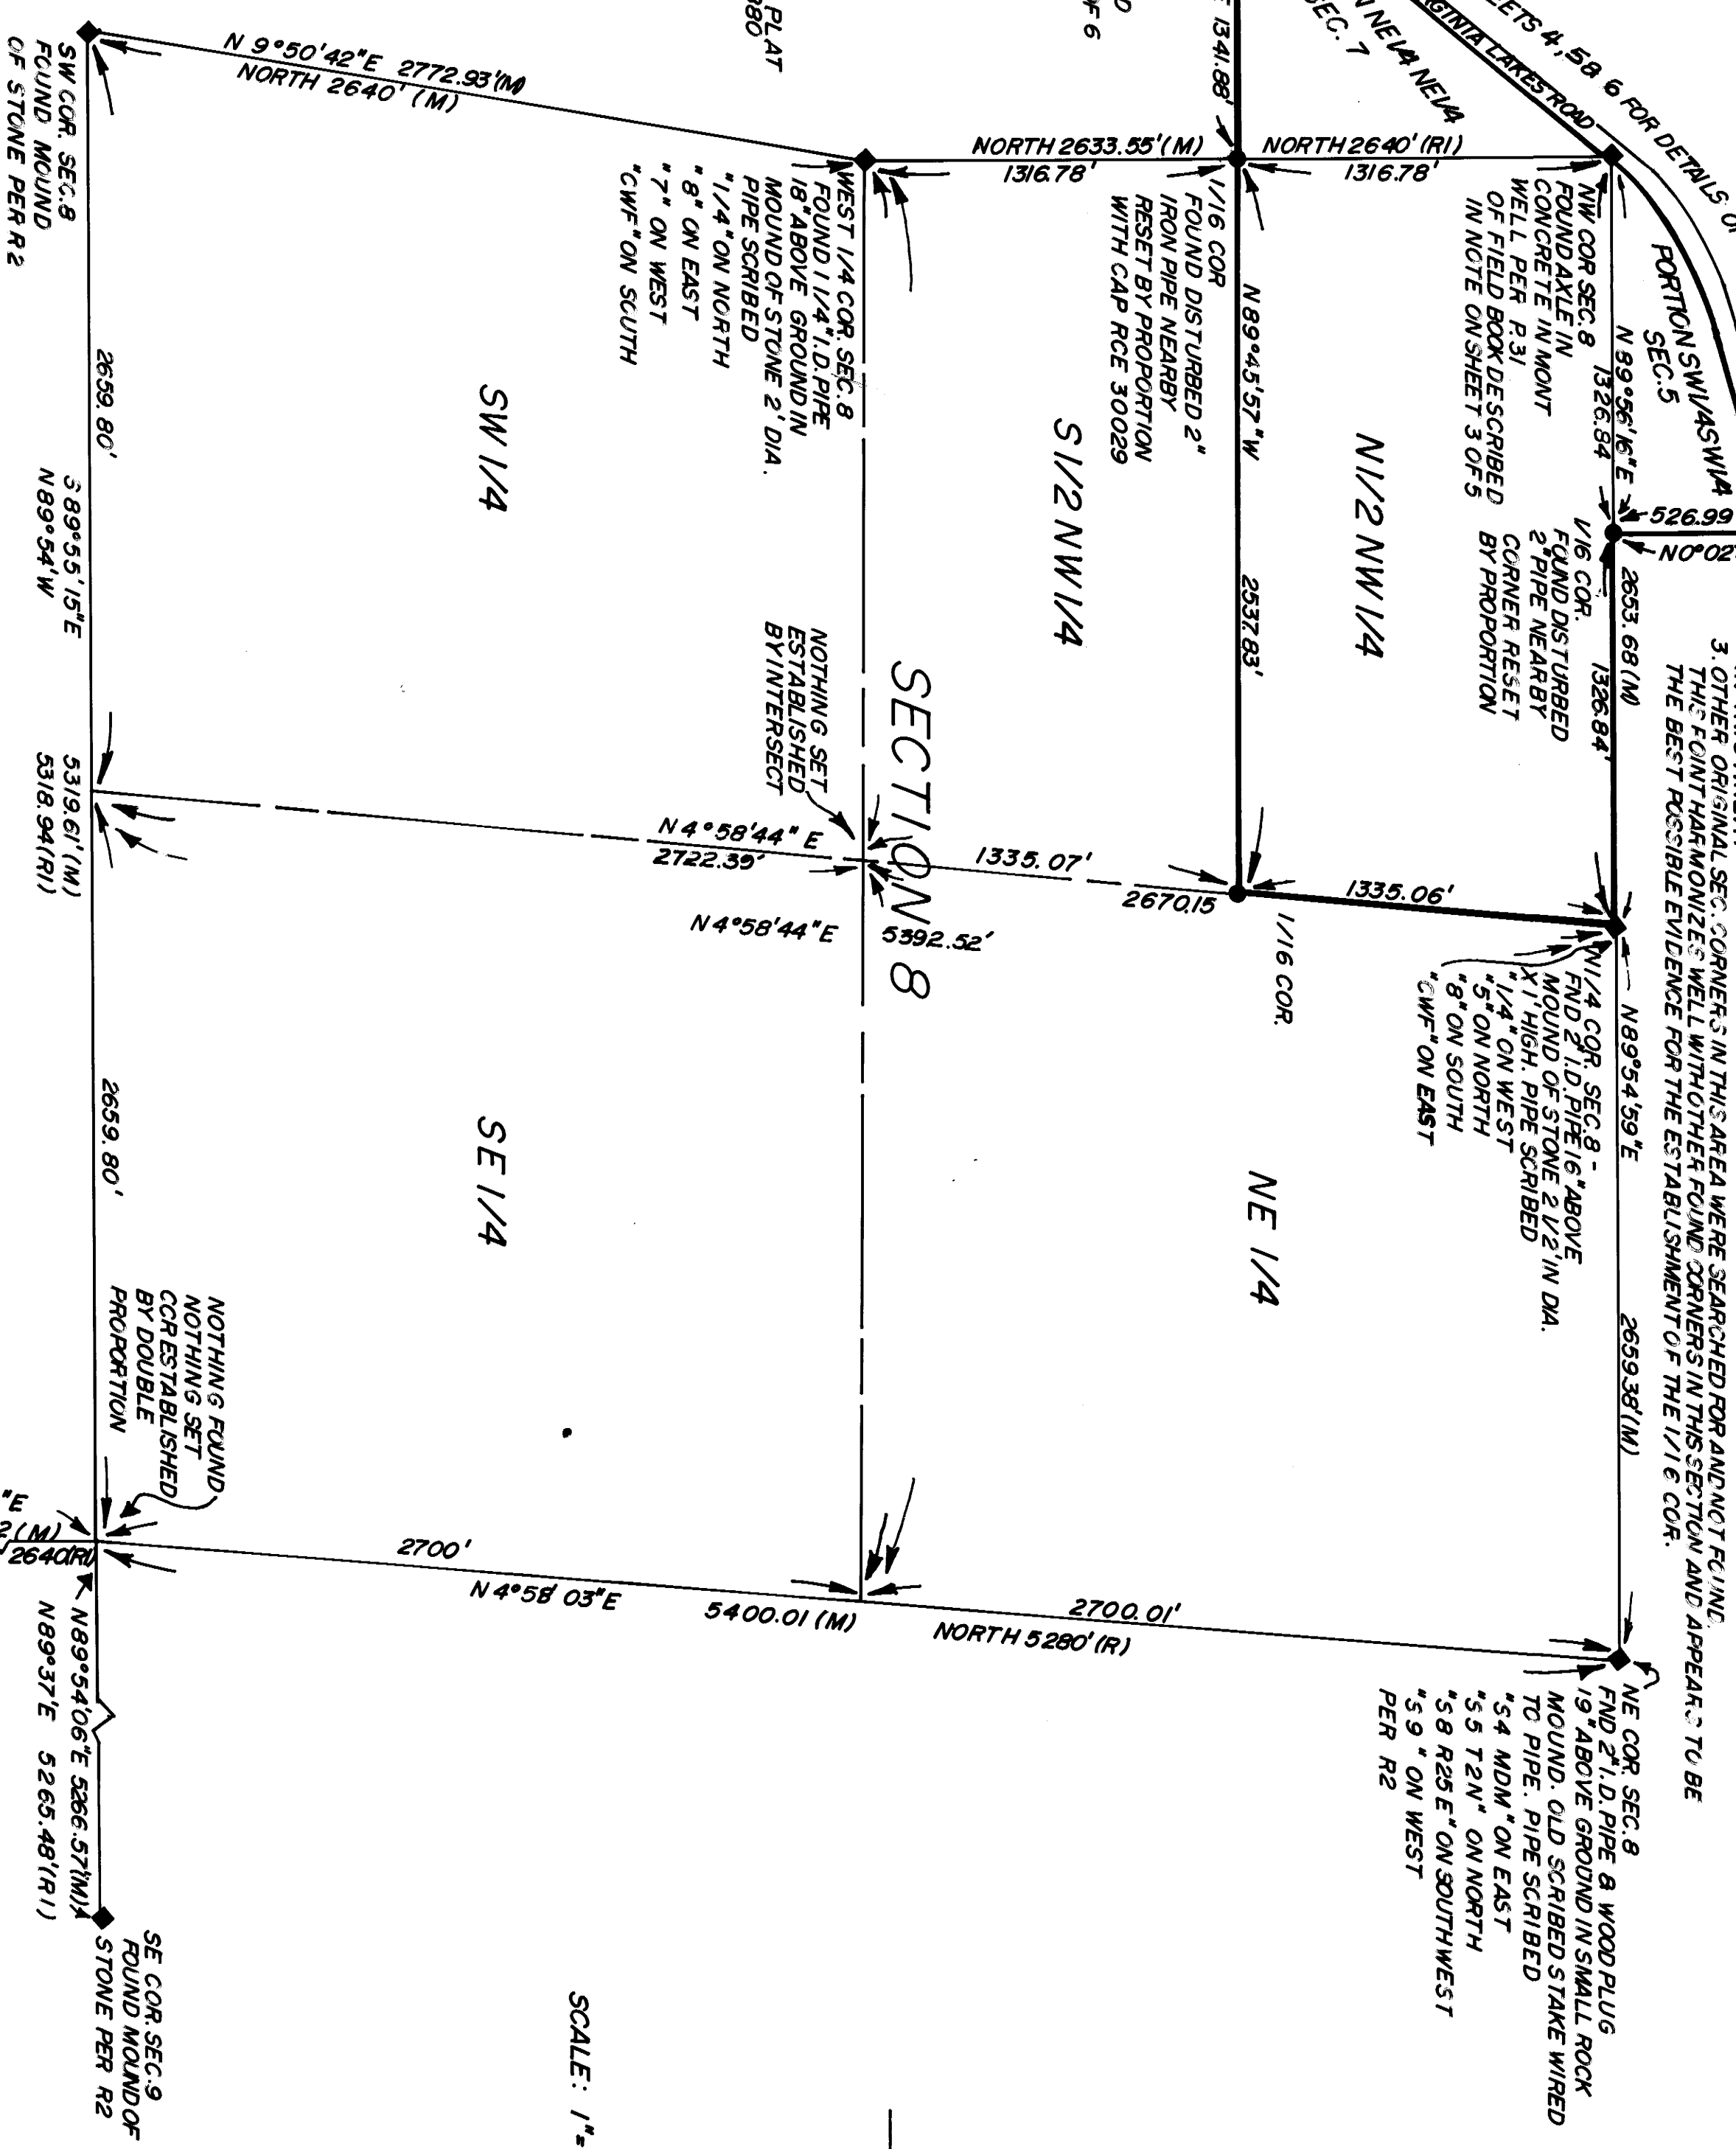 3. OTHER ORIGINAL SEC. CORNERS IN THIS AREA WERE SEARCHED FOR AND NOT FOUND.
THIS POINT HARMONIZES WELL WITH OTHER FOUND CORNERS IN THIS SECTION AND APPEARS TO BE
THE BEST POSSIBLE EVIDENCE FOR THE ESTABLISHMENT OF THE 1/16 COR.
EETS 4, 5 & 6 FOR DETAILS
GINIA LAKES ROAD
PORTION SW1/4 SW1/4
SEC. 5
N NE1/4 NE1/4
SEC. 7
OF 6
PLAT
526.99
N0°02'
N 89°56'16"E
1326.84
2653.68 (M)
1326.84'
N89°54'59"E
2659.38'(M)
NW COR SEC. 8
FOUND AXLE IN
CONCRETE IN MONT
WELL PER P.31
OF FIELD BOOK DESCRIBED
IN NOTE ON SHEET 3 OF 5
1/16 COR.
FOUND DISTURBED
2" PIPE NEARBY
CORNER RESET
BY PROPORTION
N1/4 COR. SEC.8 -
FND 2" I.D. PIPE 16" ABOVE
MOUND OF STONE 2 1/2' IN DIA.
X 1' HIGH. PIPE SCRIBED
"1/4" ON WEST
"5" ON NORTH
"8" ON SOUTH
"CWF" ON EAST
NE COR. SEC. 8
FND 2" I.D. PIPE & WOOD PLUG
19" ABOVE GROUND IN SMALL ROCK
MOUND. OLD SCRIBED STAKE WIRED
TO PIPE. PIPE SCRIBED
"S4 MDM" ON EAST
"S5 T2N" ON NORTH
"S8 R25E" ON SOUTHWEST
"S9" ON WEST
PER R2
NORTH 2640' (R1)
1316.78'
N1/2 NW1/4
1335.06'
1/16 COR.
NE 1/4
E 1341.88'
N 89°45'57"W
2537.83'
1/16 COR
FOUND DISTURBED 2"
IRON PIPE NEARBY
RESET BY PROPORTION
WITH CAP RCE 30029
NORTH 2633.55'(M)
1316.78'
S1/2 NW1/4
1335.07'
2670.15
2700.01'
NORTH 5280' (R)
SECTION 8
N 4°58'44"E
5392.52'
WEST 1/4 COR. SEC. 8
FOUND 1 1/4" I.D. PIPE
18" ABOVE GROUND IN
MOUND OF STONE 2' DIA.
PIPE SCRIBED
"1/4" ON NORTH
"8" ON EAST
"7" ON WEST
"CWF" ON SOUTH
NOTHING SET
ESTABLISHED
BY INTERSECT
N 9°50'42"E 2772.93'(M)
NORTH 2640' (M)
SW 1/4
N 4°58'44" E
2722.39'
SE 1/4
2700'
N 4°58'03"E
5400.01 (M)
SCALE: 1"=
NOTHING FOUND
NOTHING SET
COR ESTABLISHED
BY DOUBLE
PROPORTION
SW COR. SEC. 8
FOUND MOUND
OF STONE PER R2
2659.80'
S 89°55'15"E
N 89°54'W
5319.61' (M)
5318.94 (R1)
2659.80'
"E
2 (M)
2640(R1)
N89°54'06"E 5266.57'(M)
N89°37'E 5265.48'(R1)
SE COR. SEC. 9
FOUND MOUND OF
STONE PER R2